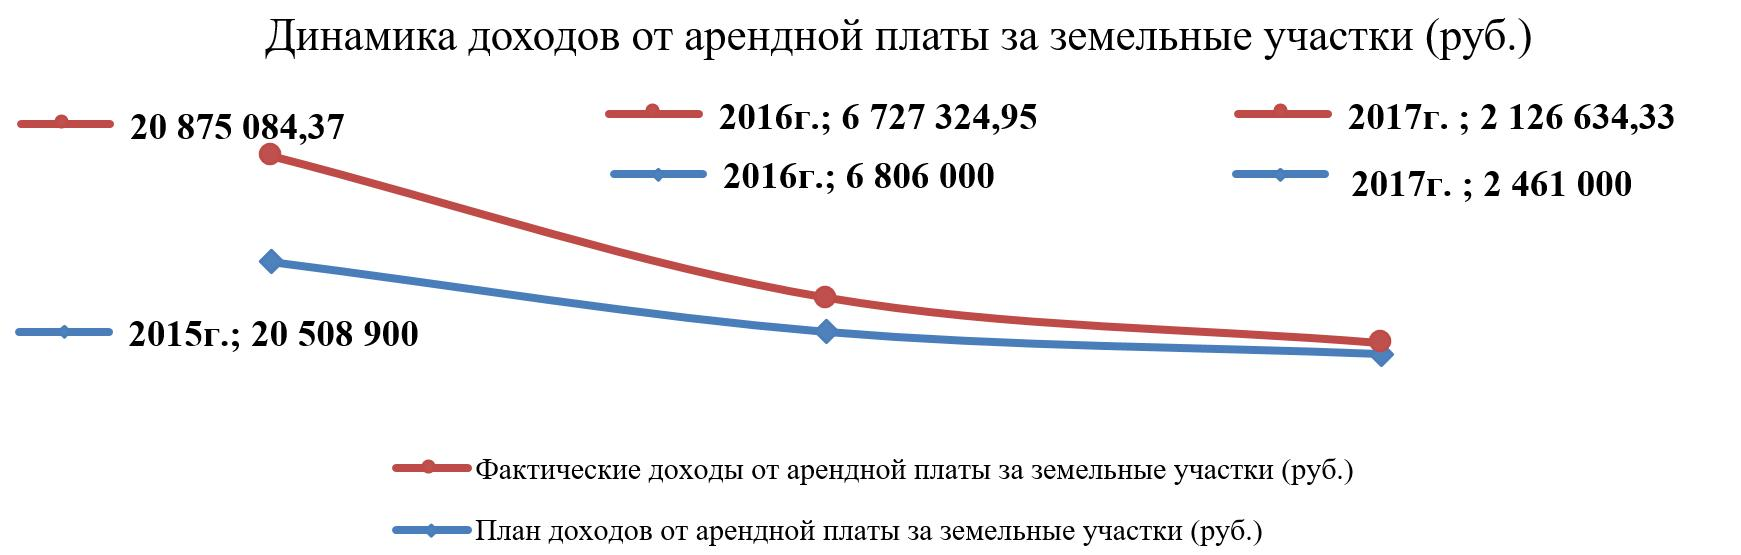 Динамика доходов от арендной платы за земельные участки (руб.)
20 875 084,37
2016г.; 6 727 324,95
2017г. ; 2 126 634,33
2016г.; 6 806 000
2017г. ; 2 461 000
2015г.; 20 508 900
Фактические доходы от арендной платы за земельные участки (руб.)
План доходов от арендной платы за земельные участки (руб.)